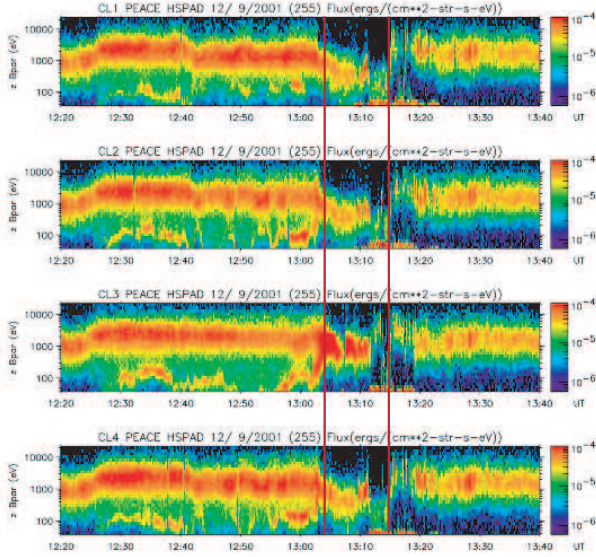 CL1 PEACE HSPAD 12/ 9/2001 (255) Flux(ergs/(cm**2-str-s-eV))
z Bpar (eV)
10000
1000
100
10⁻⁴
10⁻⁵
10⁻⁶
12:20 12:30 12:40 12:50 13:00 13:10 13:20 13:30 13:40 UT
CL2 PEACE HSPAD 12/ 9/2001 (255) Flux(ergs/(cm**2-str-s-eV))
z Bpar (eV)
10000
1000
100
10⁻⁴
10⁻⁵
10⁻⁶
12:20 12:30 12:40 12:50 13:00 13:10 13:20 13:30 13:40 UT
CL3 PEACE HSPAD 12/ 9/2001 (255) Flux(ergs/(cm**2-str-s-eV))
z Bpar (eV)
10000
1000
100
10⁻⁴
10⁻⁵
10⁻⁶
12:20 12:30 12:40 12:50 13:00 13:10 13:20 13:30 13:40 UT
CL4 PEACE HSPAD 12/ 9/2001 (255) Flux(ergs/(cm**2-str-s-eV))
z Bpar (eV)
10000
1000
100
10⁻⁴
10⁻⁵
10⁻⁶
12:20 12:30 12:40 12:50 13:00 13:10 13:20 13:30 13:40 UT